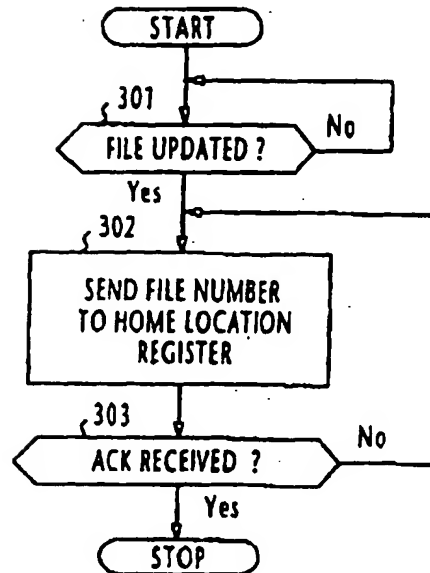 START
301
FILE UPDATED ?
No
Yes
302
SEND FILE NUMBER
TO HOME LOCATION
REGISTER
303
ACK RECEIVED ?
No
Yes
STOP